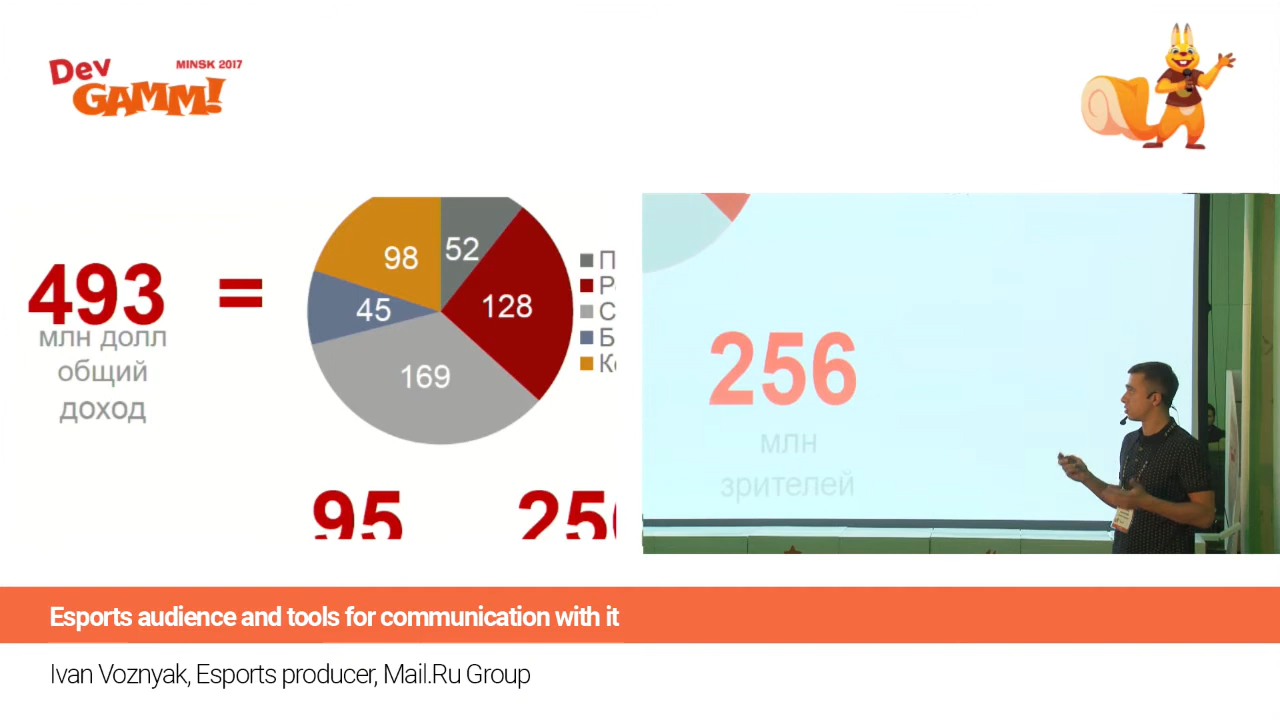 Dev
GAMM!
MINSK 2017
493
=
млн долл
общий
доход
98
52
45
128
169
П
С
Б
95
256
млн
зрителей
Esports audience and tools for communication with it
Ivan Voznyak, Esports producer, Mail.Ru Group